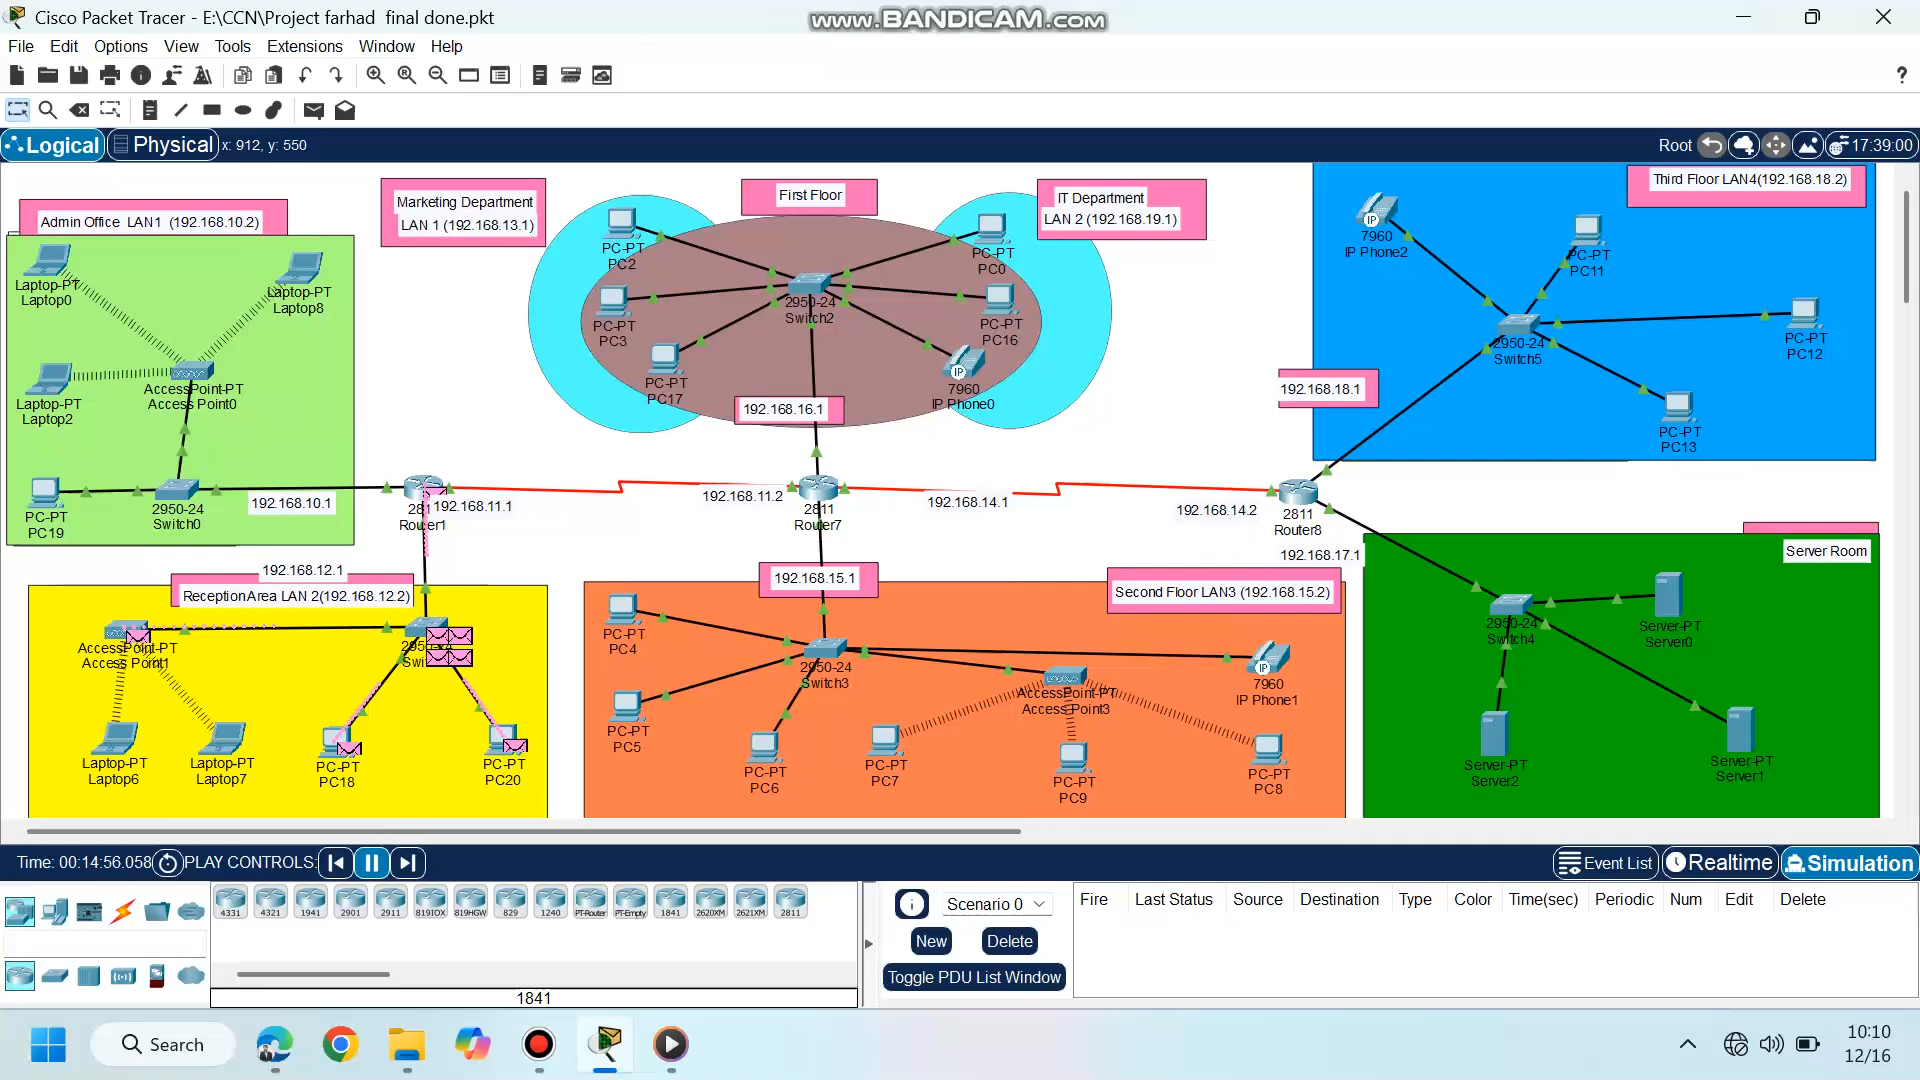 Cisco Packet Tracer - E:\CCN\Project farhad  final done.pkt
www.BANDICAM.com
File Edit Options View Tools Extensions Window Help
?
Logical Physical x: 912, y: 550
Root 17:39:00
Admin Office LAN1 (192.168.10.2)
Marketing Department
LAN 1 (192.168.13.1)
First Floor
IT Department
LAN 2 (192.168.19.1)
Third Floor LAN4(192.168.18.2)
Laptop-PT
Laptop0
Laptop-PT
Laptop8
Laptop-PT
Laptop2
AccessPoint-PT
Access Point0
PC-PT
PC19
2950-24
Switch0
192.168.10.1
PC-PT
PC2
PC-PT
PC3
PC-PT
PC17
2950-24
Switch2
PC-PT
PC0
PC-PT
PC16
IP
7960
IP Phone0
192.168.16.1
IP
7960
IP Phone2
PC-PT
PC11
PC-PT
PC12
PC-PT
PC13
2950-24
Switch5
192.168.18.1
2811
Router1
192.168.11.1
192.168.11.2
2811
Router7
192.168.14.1
192.168.14.2
2811
Router8
192.168.17.1
192.168.12.1
ReceptionArea LAN 2(192.168.12.2)
AccessPoint-PT
Access Point1
Laptop-PT
Laptop6
Laptop-PT
Laptop7
PC-PT
PC18
PC-PT
PC20
192.168.15.1
Second Floor LAN3 (192.168.15.2)
PC-PT
PC4
PC-PT
PC5
PC-PT
PC6
2950-24
Switch3
PC-PT
PC7
AccessPoint-PT
Access Point3
PC-PT
PC9
PC-PT
PC8
IP
7960
IP Phone1
Server Room
2950-24
Switch4
Server-PT
Server0
Server-PT
Server2
Server-PT
Server1
Time: 00:14:56.058 PLAY CONTROLS:
Event List Realtime Simulation
4331 4321 1941 2901 2911 819IOX 819HGW 829 1240 PT-Router PT-Empty 1841 2620XM 2621XM 2811
1841
Scenario 0
New Delete
Toggle PDU List Window
Fire Last Status Source Destination Type Color Time(sec) Periodic Num Edit Delete
Search
10:10
12/16